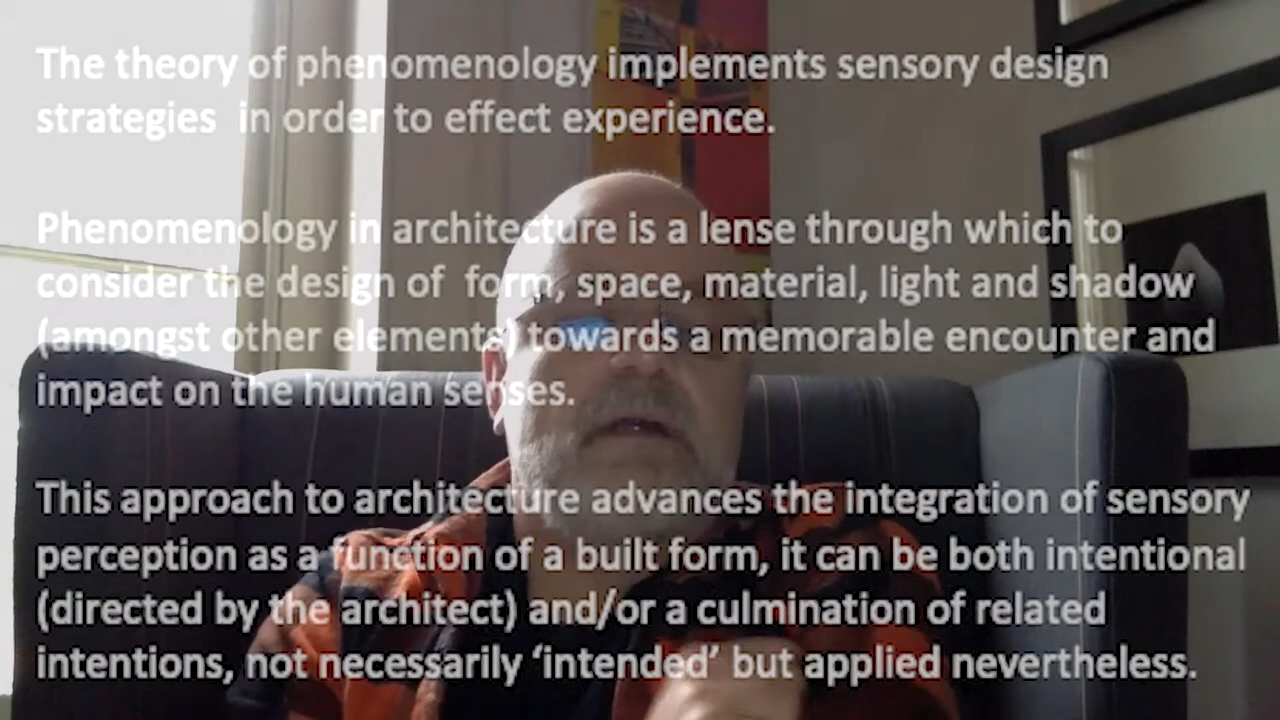 The theory of phenomenology implements sensory design
strategies in order to effect experience.
Phenomenology in architecture is a lense through which to
consider the design of form, space, material, light and shadow
(amongst other elements) towards a memorable encounter and
impact on the human senses.
This approach to architecture advances the integration of sensory
perception as a function of a built form, it can be both intentional
(directed by the architect) and/or a culmination of related
intentions, not necessarily ‘intended’ but applied nevertheless.